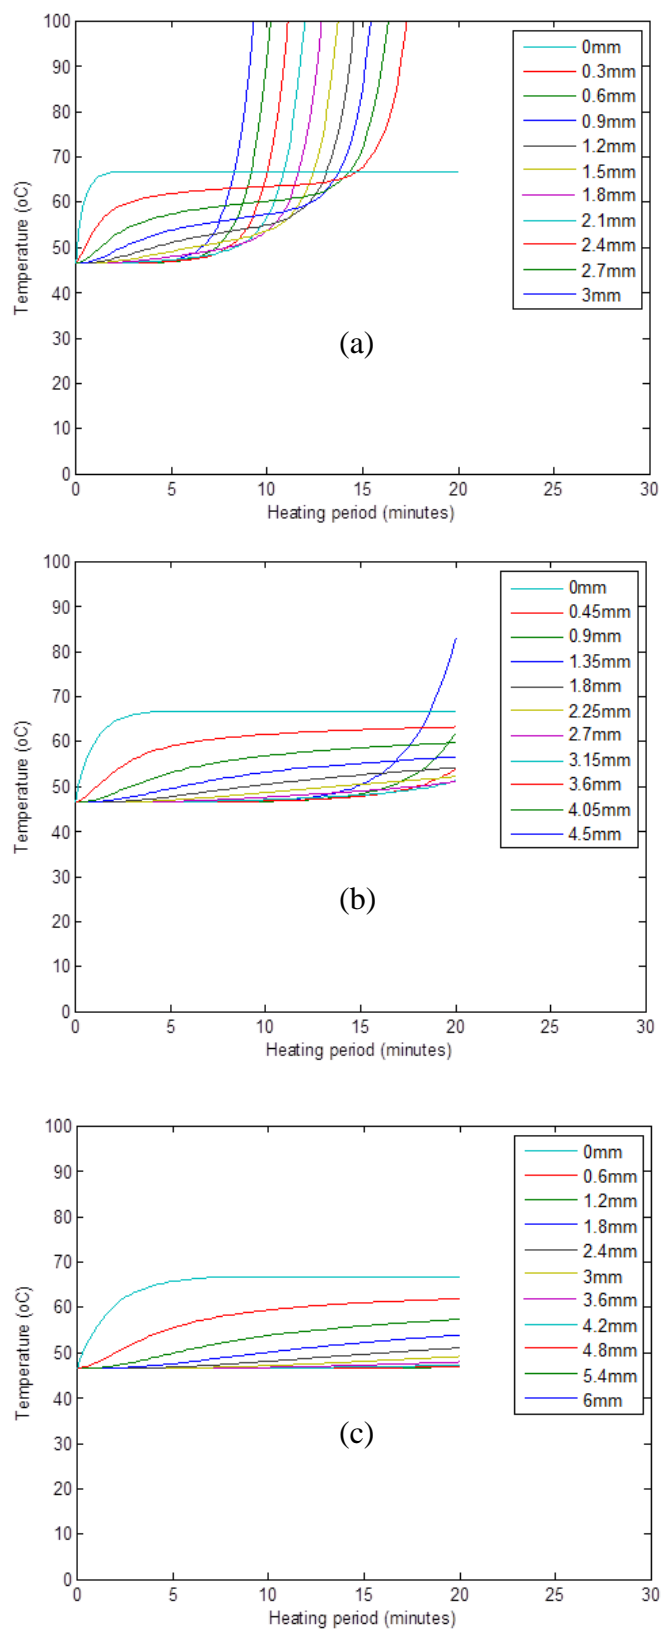 100
90
80
70
60
50
40
30
20
10
0
Temperature (oC)
0 5 10 15 20 25 30
Heating period (minutes)
0mm
0.3mm
0.6mm
0.9mm
1.2mm
1.5mm
1.8mm
2.1mm
2.4mm
2.7mm
3mm
(a)
100
90
80
70
60
50
40
30
20
10
0
Temperature (oC)
0 5 10 15 20 25 30
Heating period (minutes)
0mm
0.45mm
0.9mm
1.35mm
1.8mm
2.25mm
2.7mm
3.15mm
3.6mm
4.05mm
4.5mm
(b)
100
90
80
70
60
50
40
30
20
10
0
Temperature (oC)
0 5 10 15 20 25 30
Heating period (minutes)
0mm
0.6mm
1.2mm
1.8mm
2.4mm
3mm
3.6mm
4.2mm
4.8mm
5.4mm
6mm
(c)